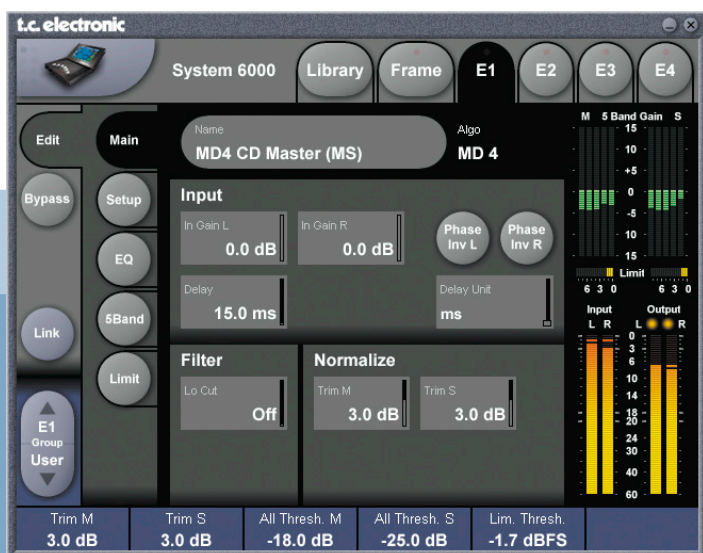 t.c. electronic
System 6000
Library
Frame
E1
E2
E3
E4
Edit
Main
Name
MD4 CD Master (MS)
Algo
MD 4
M 5 Band Gain S
15
10
+5
0
-5
10
15
Limit
6 3 0
6 3 0
Bypass
Setup
Input
In Gain L
0.0 dB
In Gain R
0.0 dB
Phase Inv L
Phase Inv R
EQ
Delay
15.0 ms
Delay Unit
ms
Link
5Band
Input
L R
Output
L R
0
3
6
10
14
18
20
24
30
40
60
Limit
Filter
Lo Cut
Off
Normalize
Trim M
3.0 dB
Trim S
3.0 dB
E1
Group
User
Trim M
3.0 dB
Trim S
3.0 dB
All Thresh. M
-18.0 dB
All Thresh. S
-25.0 dB
Lim. Thresh.
-1.7 dBFS